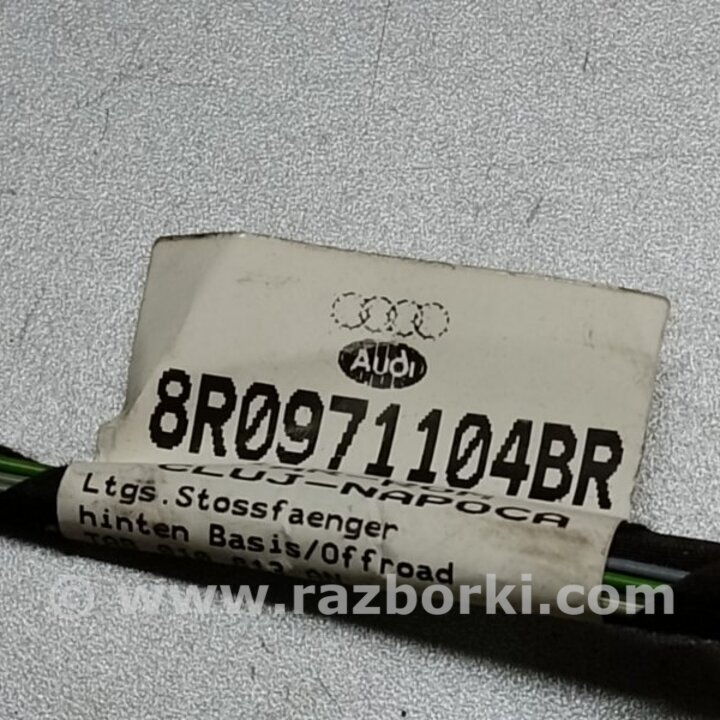 Audi
8R0971104BR
CLUJ-NAPOCA
Ltgs.Stossfaenger
hinten Basis/Offroad
© www.razborki.com